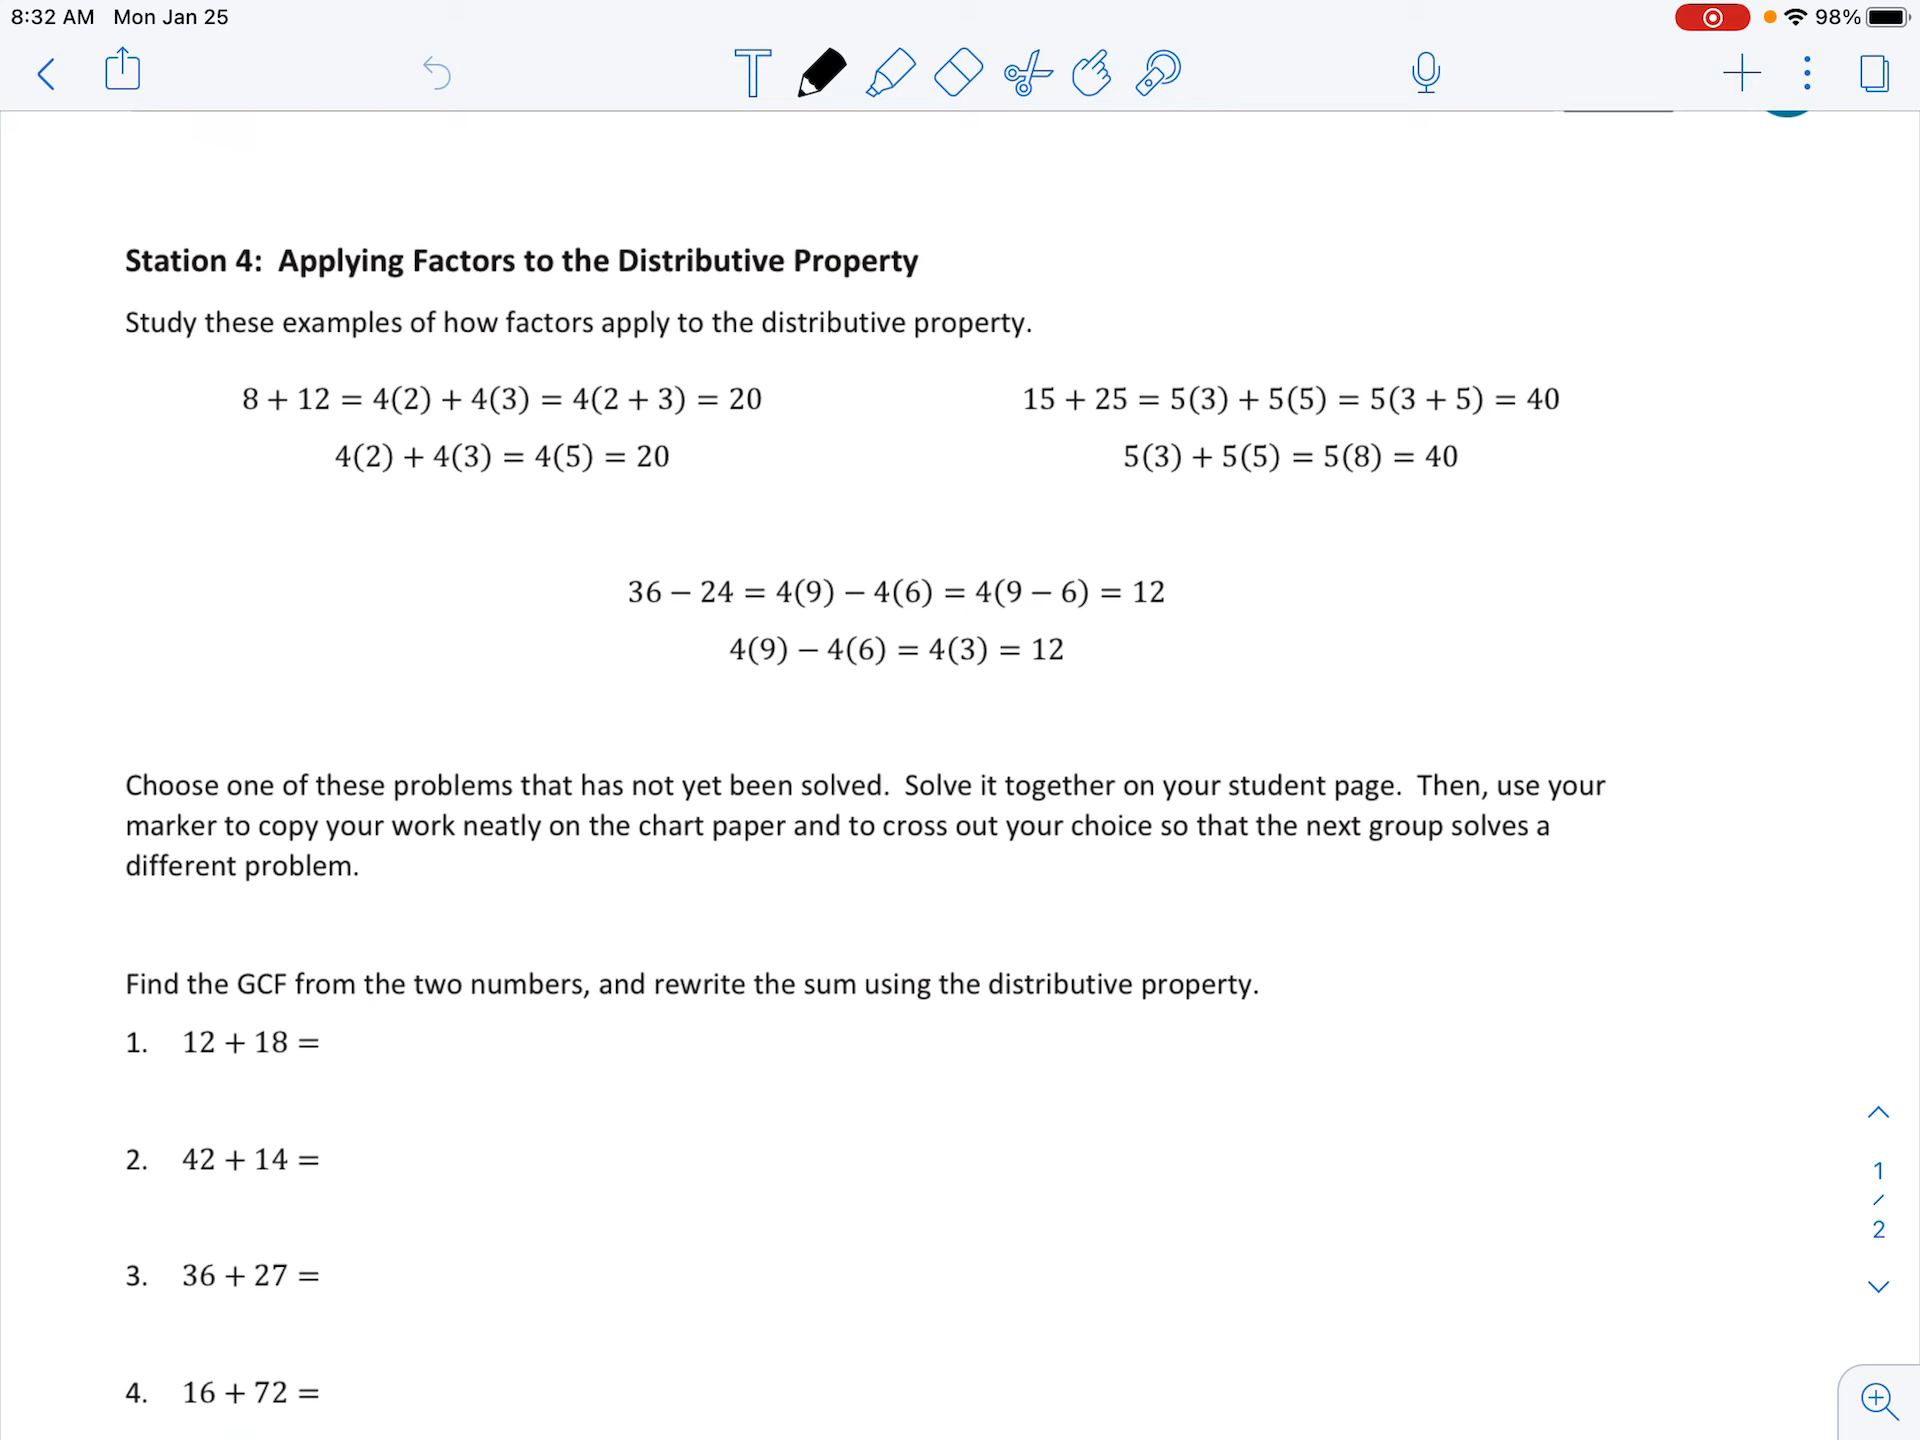 8:32 AM Mon Jan 25 98%
T
Station 4: Applying Factors to the Distributive Property
Study these examples of how factors apply to the distributive property.
8 + 12 = 4(2) + 4(3) = 4(2 + 3) = 20
4(2) + 4(3) = 4(5) = 20
15 + 25 = 5(3) + 5(5) = 5(3 + 5) = 40
5(3) + 5(5) = 5(8) = 40
36 − 24 = 4(9) − 4(6) = 4(9 − 6) = 12
4(9) − 4(6) = 4(3) = 12
Choose one of these problems that has not yet been solved. Solve it together on your student page. Then, use your
marker to copy your work neatly on the chart paper and to cross out your choice so that the next group solves a
different problem.
Find the GCF from the two numbers, and rewrite the sum using the distributive property.
1. 12 + 18 =
2. 42 + 14 =
3. 36 + 27 =
4. 16 + 72 =
1
/
2